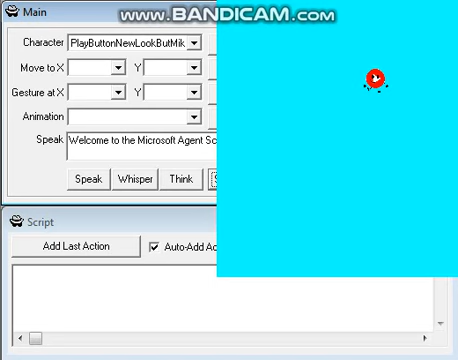 www.BANDICAM.com
Main
Character PlayButtonNewLookButMik
Move to X Y
Gesture at X Y
Animation
Speak Welcome to the Microsoft Agent Sc
Speak Whisper Think
Script
Add Last Action Auto-Add Ac